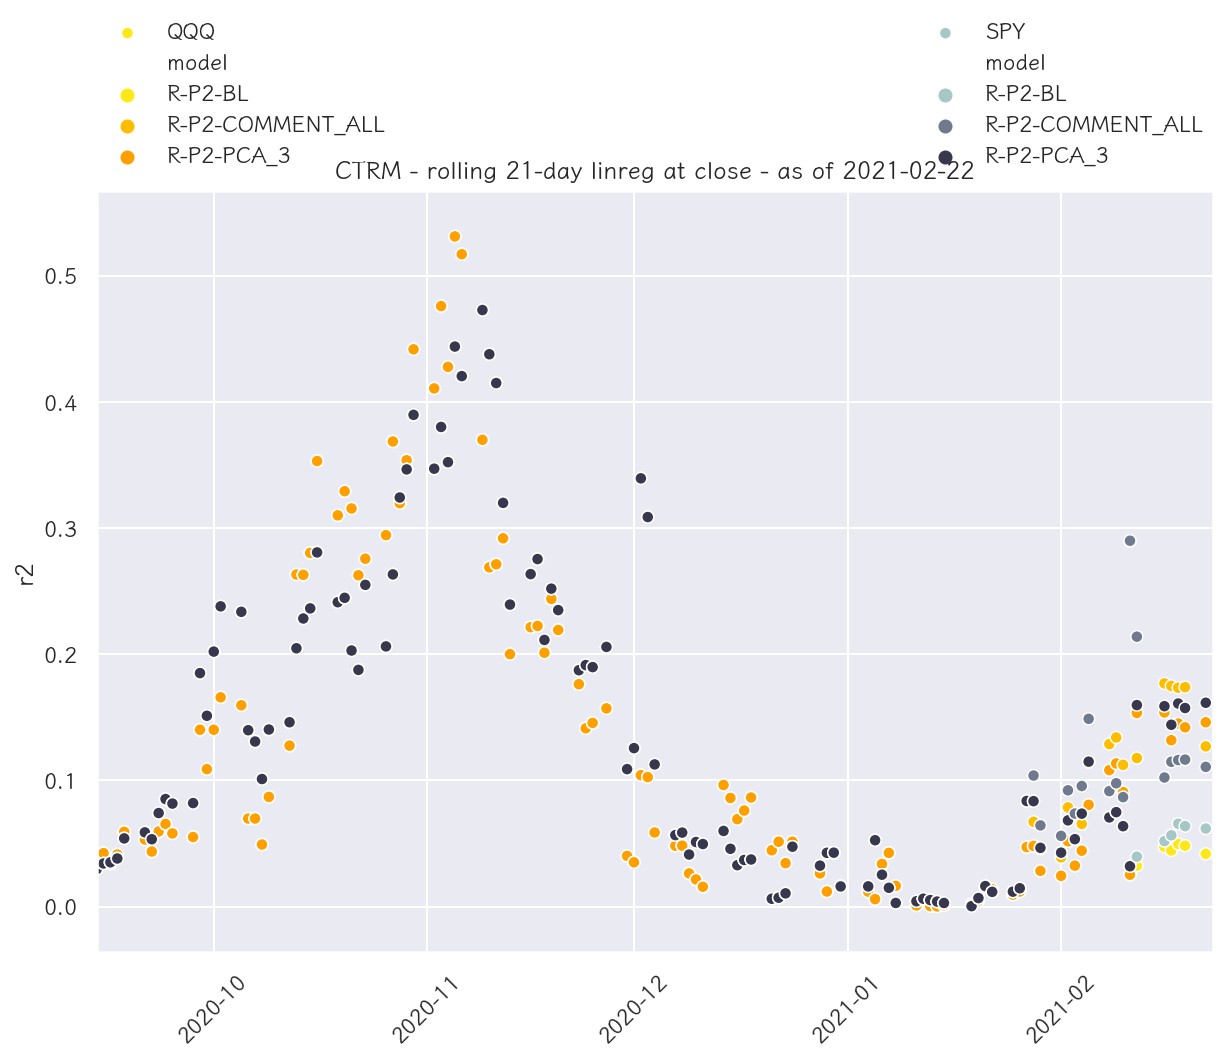 QQQ
model
R-P2-BL
R-P2-COMMENT_ALL
R-P2-PCA_3
SPY
model
R-P2-BL
R-P2-COMMENT_ALL
R-P2-PCA_3
CTRM - rolling 21-day linreg at close - as of 2021-02-22
r2
0.5
0.4
0.3
0.2
0.1
0.0
2020-10
2020-11
2020-12
2021-01
2021-02